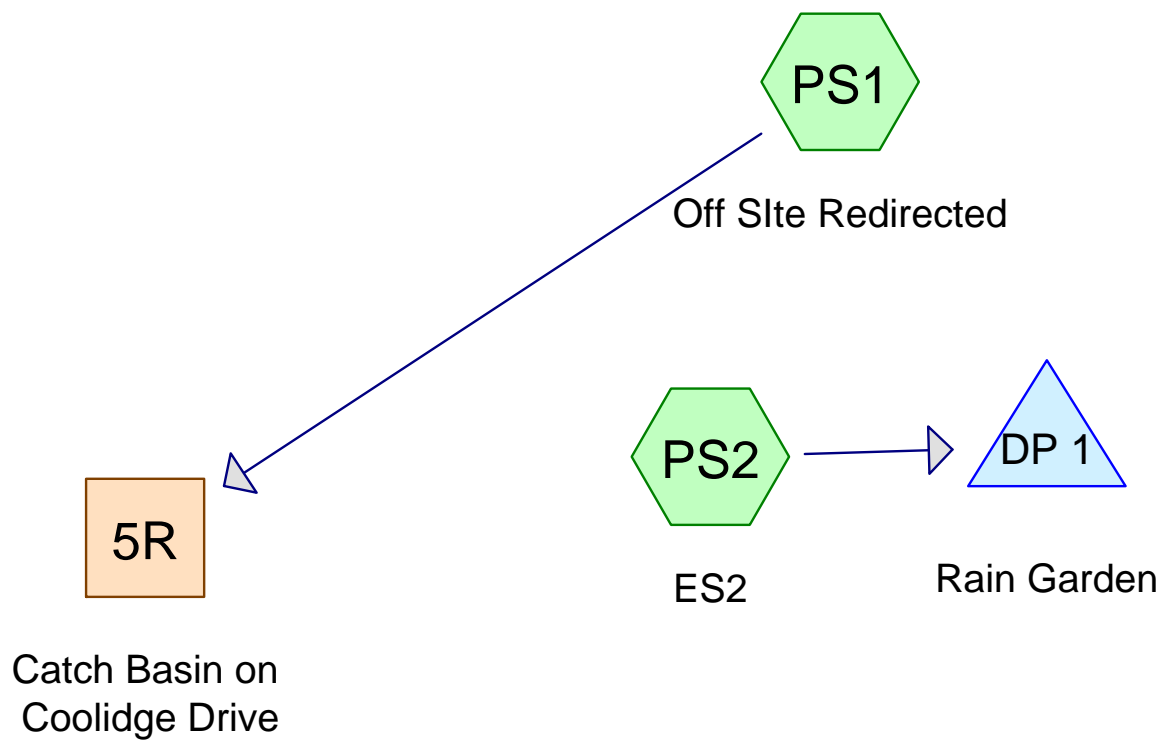 PS1
Off SIte Redirected
PS2
ES2
DP 1
Rain Garden
5R
Catch Basin on
Coolidge Drive